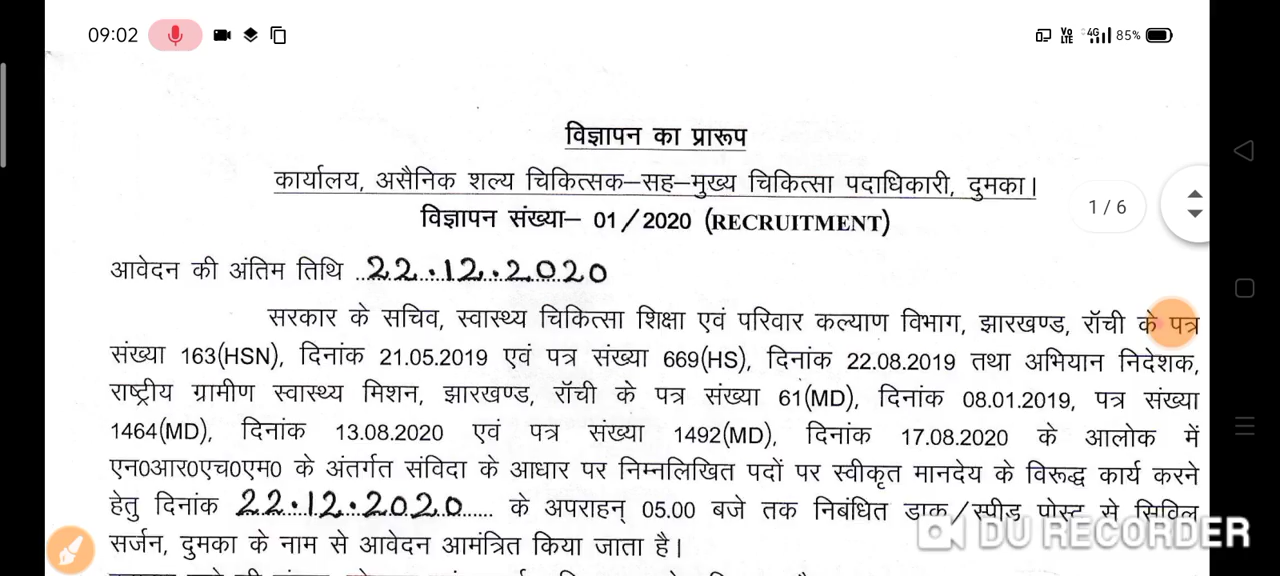 09:02
Vo LTE 4G 85%
विज्ञापन का प्रारूप
कार्यालय, असैनिक शल्य चिकित्सक–सह–मुख्य चिकित्सा पदाधिकारी, दुमका।
विज्ञापन संख्या– 01/2020 (RECRUITMENT)
1/6
आवेदन की अंतिम तिथि ..22.12.2020
सरकार के सचिव, स्वास्थ्य चिकित्सा शिक्षा एवं परिवार कल्याण विभाग, झारखण्ड, रॉची के पत्र
संख्या 163(HSN), दिनांक 21.05.2019 एवं पत्र संख्या 669(HS), दिनांक 22.08.2019 तथा अभियान निदेशक,
राष्ट्रीय ग्रामीण स्वास्थ्य मिशन, झारखण्ड, रॉची के पत्र संख्या 61(MD), दिनांक 08.01.2019, पत्र संख्या
1464(MD), दिनांक 13.08.2020 एवं पत्र संख्या 1492(MD), दिनांक 17.08.2020 के आलोक में
एन0आर0एच0एम0 के अंतर्गत संविदा के आधार पर निम्नलिखित पदों पर स्वीकृत मानदेय के विरूद्ध कार्य करने
हेतु दिनांक 22.12.2020...... के अपराहन् 05.00 बजे तक निबंधित डाक/स्पीड पोस्ट से सिविल
सर्जन, दुमका के नाम से आवेदन आमंत्रित किया जाता है।
DU RECORDER